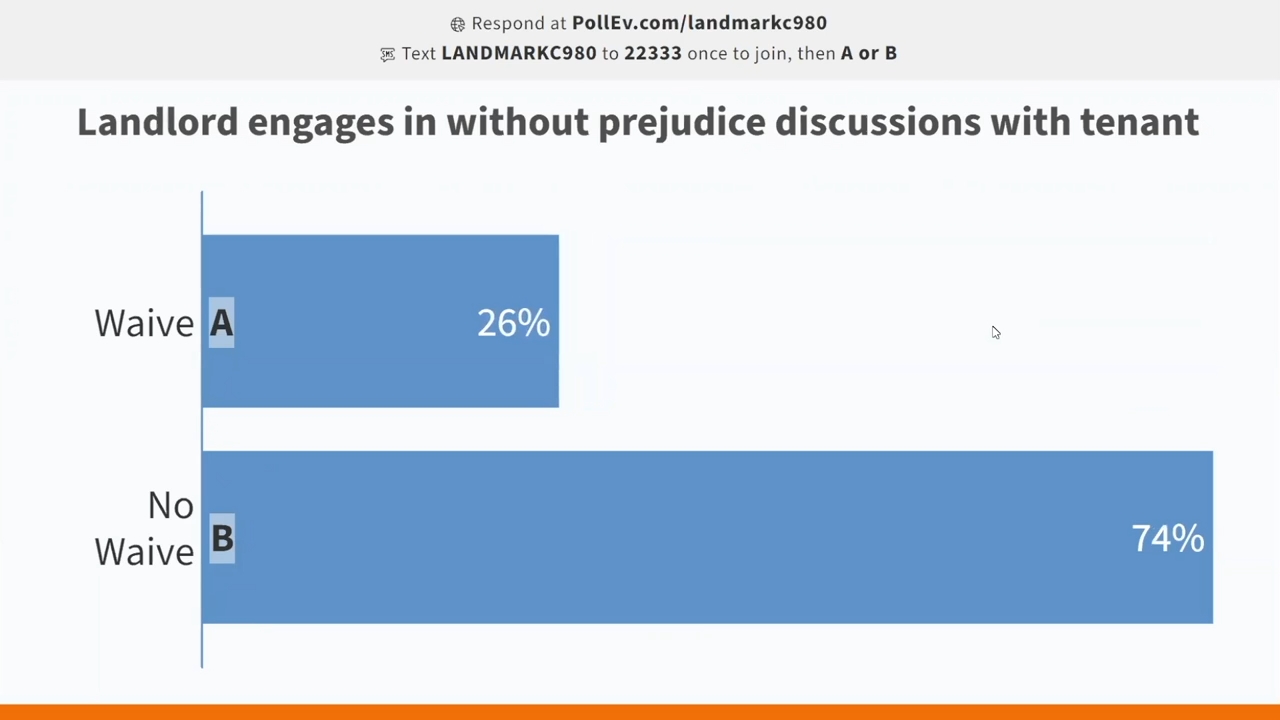 Respond at PollEv.com/landmarkc980
Text LANDMARKC980 to 22333 once to join, then A or B
Landlord engages in without prejudice discussions with tenant
Waive A 26%
No
Waive B 74%